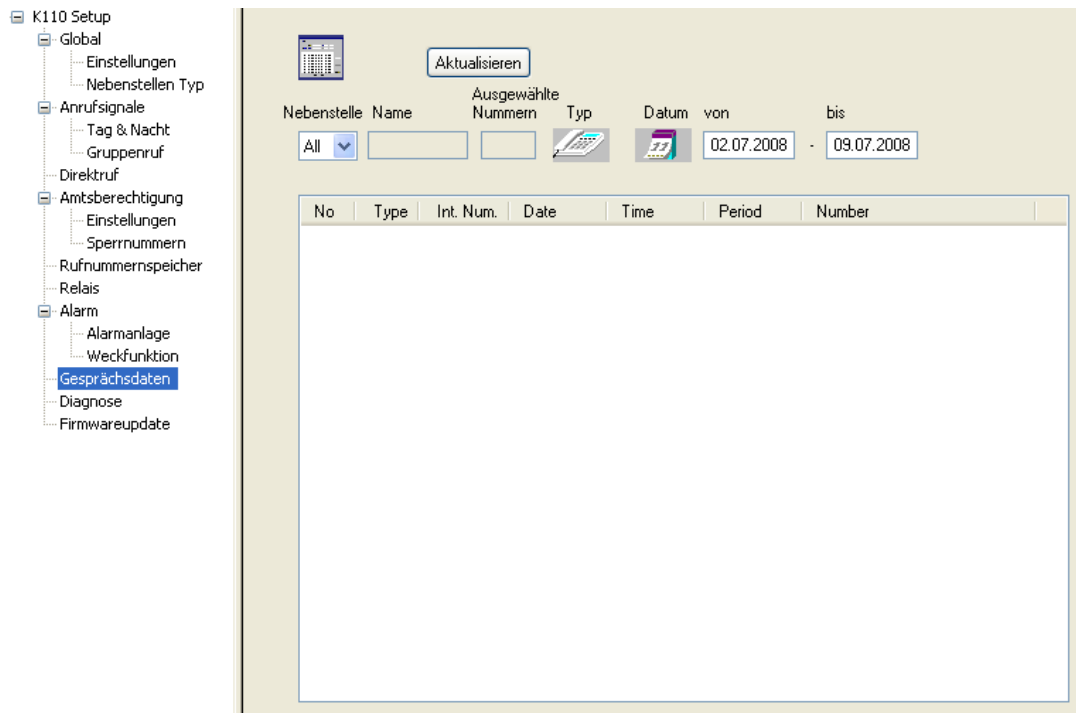 K110 Setup
Global
Einstellungen
Nebenstellen Typ
Anrufsignale
Tag & Nacht
Gruppenruf
Direktruf
Amtsberechtigung
Einstellungen
Sperrnummern
Rufnummernspeicher
Relais
Alarm
Alarmanlage
Weckfunktion
Gesprächsdaten
Diagnose
Firmwareupdate
Aktualisieren
Nebenstelle Name Ausgewählte Nummern Typ Datum von bis
All 11 02.07.2008 - 09.07.2008
No Type Int. Num. Date Time Period Number